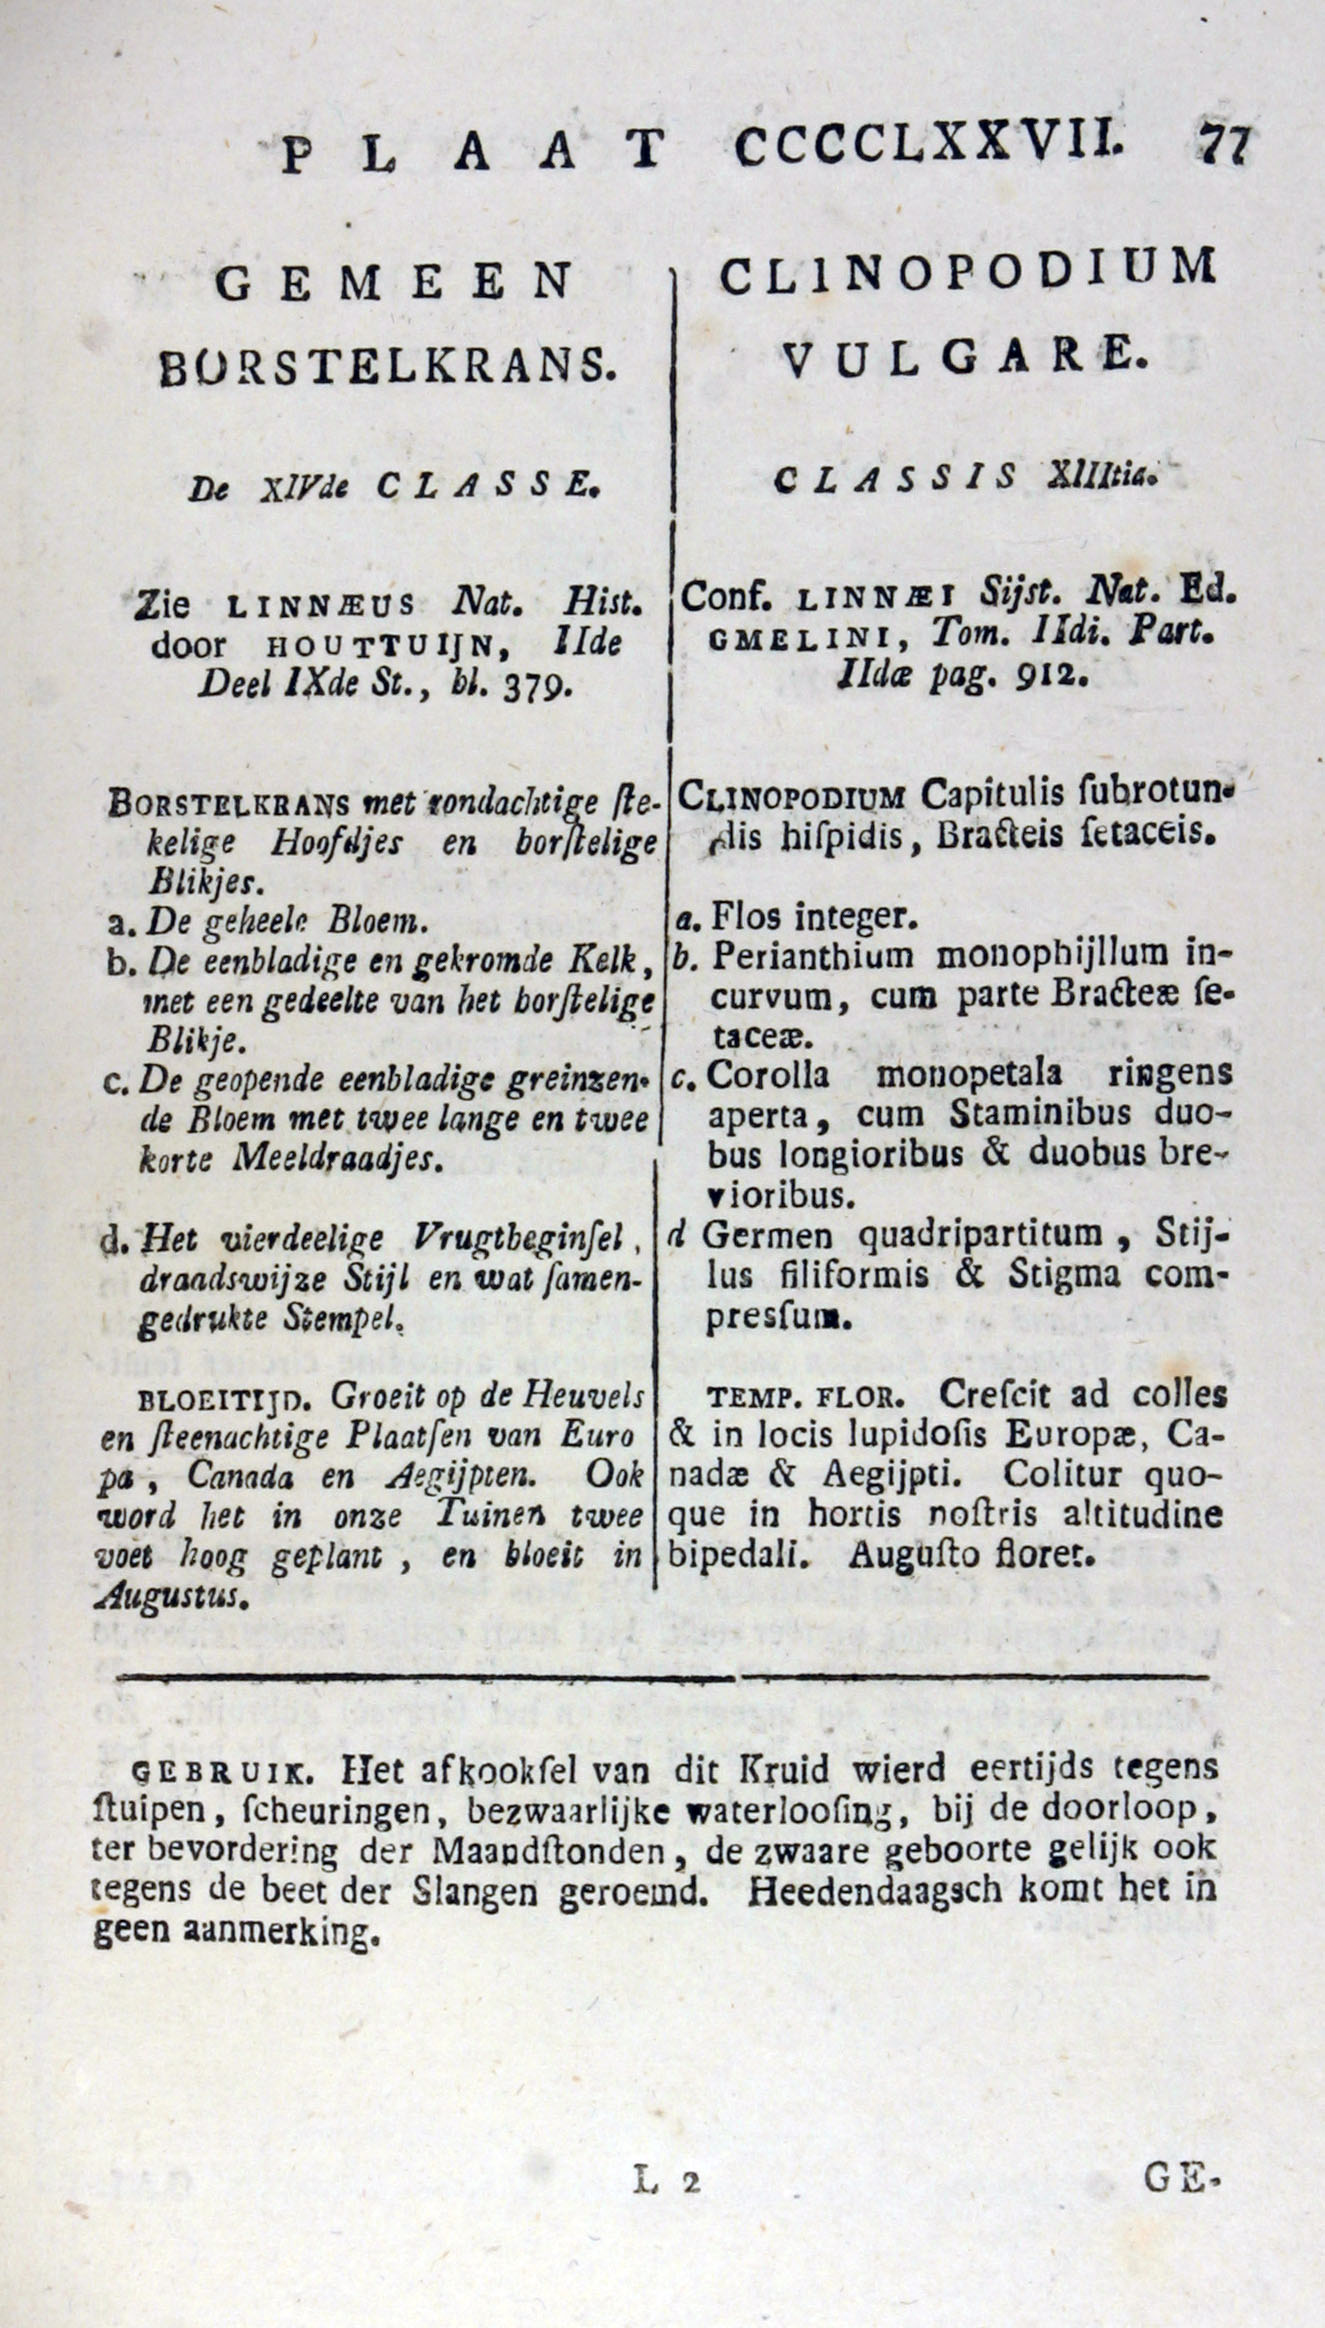 PLAAT CCCCCLXXVII. 77
GEMEEN
BORSTELKRANS.
De XIVde CLASSE.
Zie LINNÆUS Nat. Hist.
door HOUTTUIJN, IIde
Deel IXde St., bl. 379.
BORSTELKRANS met rondachtige ſte-
kelige Hoofdjes en borſtelige
Blikjes.
a. De geheele Bloem.
b. De eenbladige en gekromde Kelk,
met een gedeelte van het borſtelige
Blikje.
c. De geopende eenbladige greinzen-
de Bloem met twee lange en twee
korte Meeldraadjes.
d. Het vierdeelige Vrugtbeginſel,
draadswijze Stijl en wat ſamen-
gedrukte Stempel.
BLOEITIJD. Groeit op de Heuvels
en ſteenachtige Plaatſen van Euro
pa, Canada en Aegijpten. Ook
word het in onze Tuinen twee
voet hoog geplant, en bloeit in
Augustus.
CLINOPODIUM
VULGARE.
CLASSIS XIIItia.
Conf. LINNÆI Sijst. Nat. Ed.
GMELINI, Tom. IIdi. Part.
IIdæ pag. 912.
CLINOPODIUM Capitulis ſubrotun-
dis hiſpidis, Bracteis ſetaceis.
a. Flos integer.
b. Perianthium monophijllum in-
curvum, cum parte Bracteæ ſe-
taceæ.
c. Corolla monopetala ringens
aperta, cum Staminibus duo-
bus longioribus & duobus bre-
vioribus.
d Germen quadripartitum, Stij-
lus filiformis & Stigma com-
presſum.
TEMP. FLOR. Creſcit ad colles
& in locis lupidoſis Europæ, Ca-
nadæ & Aegijpti. Colitur quo-
que in hortis noſtris altitudine
bipedali. Auguſto floret.
GEBRUIK. Het afkookſel van dit Kruid wierd eertijds tegens
ſtuipen, ſcheuringen, bezwaarlijke waterlooſing, bij de doorloop,
ter bevordering der Maandſtonden, de zwaare geboorte gelijk ook
tegens de beet der Slangen geroemd. Heedendaagsch komt het in
geen aanmerking.
L 2
GE-